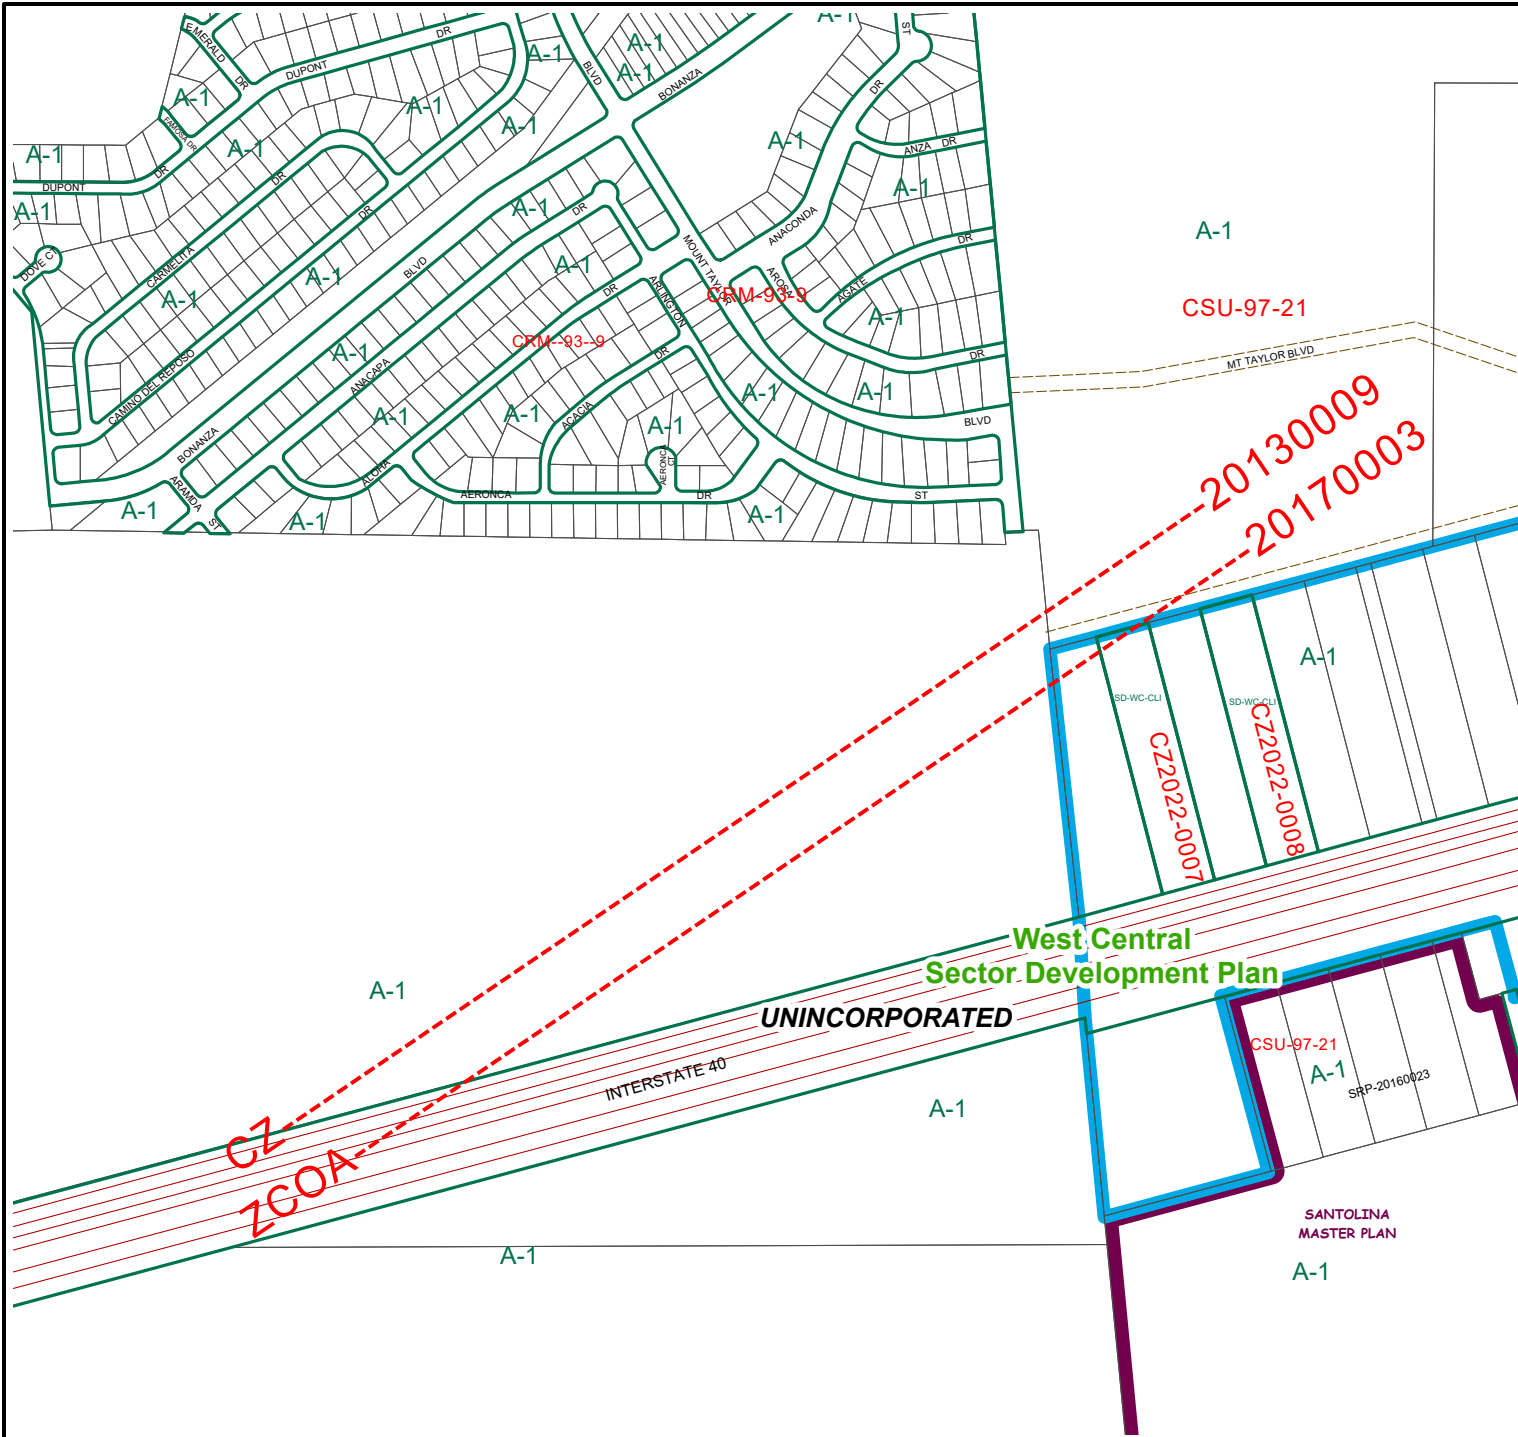 A-1
ST
EMERALD
DR
DR
DUPONT
A-1
A-1
BLVD
A-1
BONANZA
DR
A-1
A-1
FAMOSA DR
A-1
A-1
A-1
ANZA DR
A-1
A-1
DR
DR
DUPONT
A-1
A-1
A-1
DR
DR
ANACONDA
DR
A-1
DOVE CT
CARMELITA
A-1
BLVD
A-1
MOUNT TAYLOR
DR
ARLINGTON
AROSA
AGATE
CRM-93-9
A-1
A-1
CSU-97-21
CRM--93--9
A-1
DR
DR
MT TAYLOR BLVD
CAMINO DEL REPOSO
ANACAPA
A-1
A-1
A-1
A-1
ACACIA
A-1
BLVD
BONANZA
20130009
20170003
ALOHA
AERONCA
CT
ARAMDA
ST
AERONCA
DR
ST
A-1
A-1
A-1
A-1
SD-WC-CLI
SD-WC-CLI
CZ2022-0007
CZ2022-0008
West Central
Sector Development Plan
A-1
UNINCORPORATED
CSU-97-21
A-1
SRP-20160023
INTERSTATE 40
A-1
CZ
ZCOA
SANTOLINA
MASTER PLAN
A-1
A-1